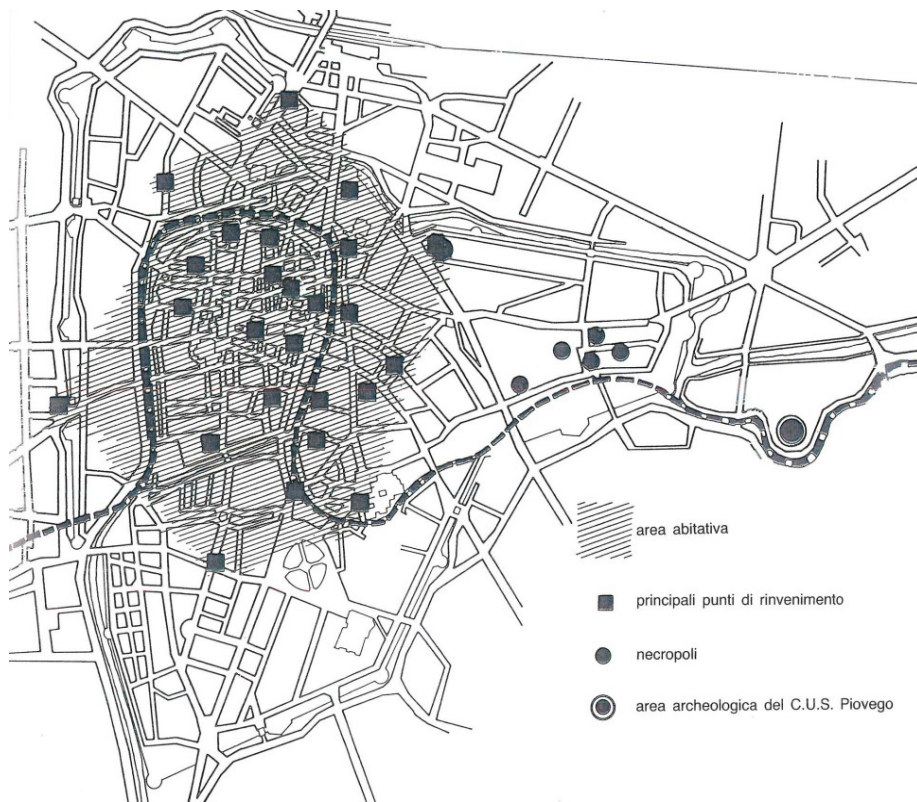 area abitativa
principali punti di rinvenimento
necropoli
area archeologica del C.U.S. Piovego